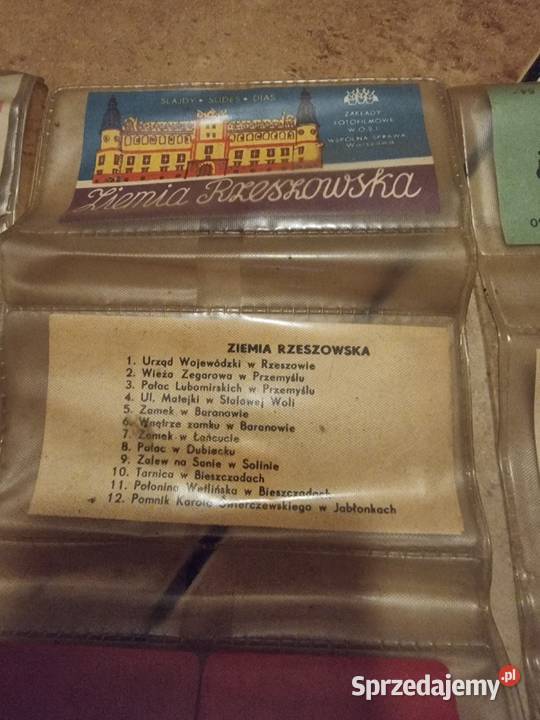 SLAJDY • SLIDES • DIAS
ZAKŁADY
FOTOFILMOWE
W.O.S.I.
WSPÓLNA SPRAWA
Warszawa
Ziemia Rzeszowska
ZIEMIA RZESZOWSKA
1. Urząd Wojewódzki w Rzeszowie
2. Wieża Zegarowa w Przemyślu
3. Pałac Lubomirskich w Przemyślu
4. Ul. Matejki w Stalowej Woli
5. Zamek w Baranowie
6. Wnętrze zamku w Baranowie
7. Zamek w Łańcucie
8. Pałac w Dubiecku
9. Zalew na Sanie w Solinie
10. Tarnica w Bieszczadach
11. Połonina Wetlińska w Bieszczadach
12. Pomnik Karola Świerczewskiego w Jabłonkach
Sprzedajemy.pl